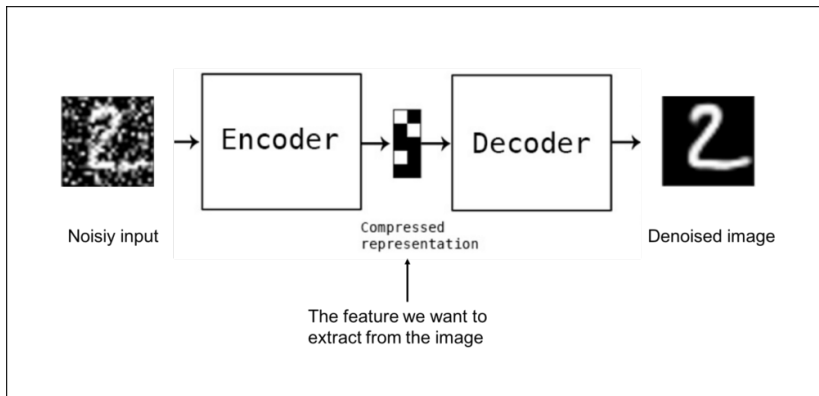 Encoder
Decoder
Noisiy input
Compressed
representation
Denoised image
The feature we want to
extract from the image